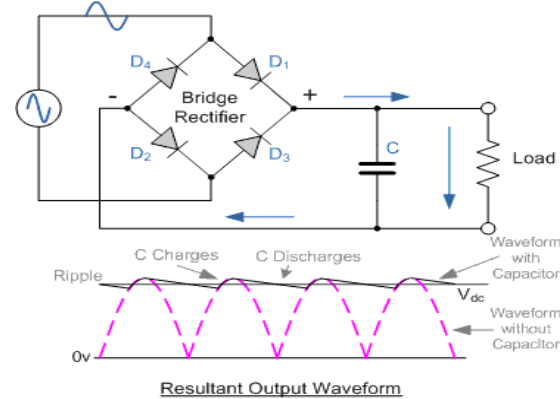 D4
D1
-
Bridge
Rectifier
+
D2
D3
C
Load
C Charges
C Discharges
Waveform
with
Capacitor
Ripple
Vdc
Waveform
without
Capacitor
0v
Resultant Output Waveform